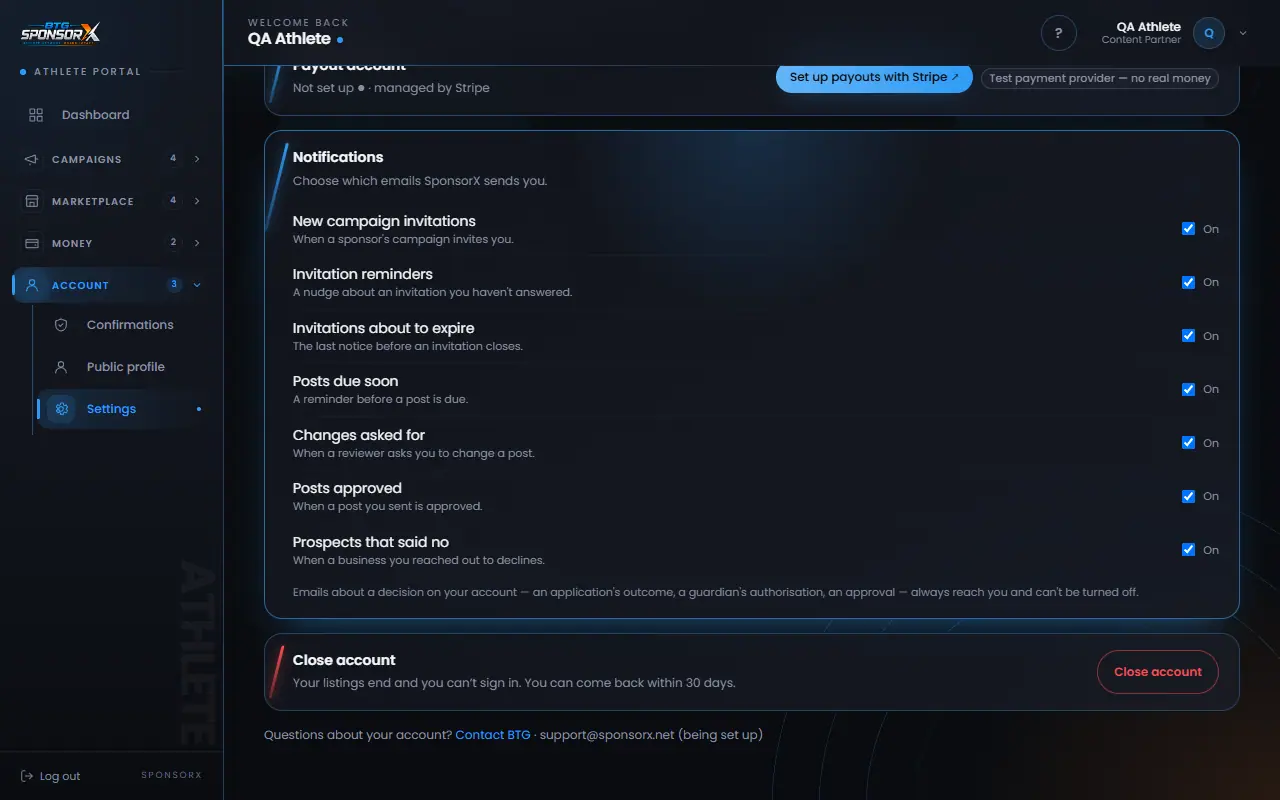 BTG
SPONSORX
ATHLETE PORTAL
Dashboard
CAMPAIGNS 4
MARKETPLACE 4
MONEY 2
ACCOUNT 3
Confirmations
Public profile
Settings
ATHLETE
Log out
SPONSORX
WELCOME BACK
QA Athlete
?
QA Athlete
Content Partner
Q
Payout account
Not set up · managed by Stripe
Set up payouts with Stripe ↗
Test payment provider — no real money
Notifications
Choose which emails SponsorX sends you.
New campaign invitations
When a sponsor's campaign invites you.
On
Invitation reminders
A nudge about an invitation you haven't answered.
On
Invitations about to expire
The last notice before an invitation closes.
On
Posts due soon
A reminder before a post is due.
On
Changes asked for
When a reviewer asks you to change a post.
On
Posts approved
When a post you sent is approved.
On
Prospects that said no
When a business you reached out to declines.
On
Emails about a decision on your account — an application's outcome, a guardian's authorisation, an approval — always reach you and can't be turned off.
Close account
Your listings end and you can't sign in. You can come back within 30 days.
Close account
Questions about your account? Contact BTG · support@sponsorx.net (being set up)